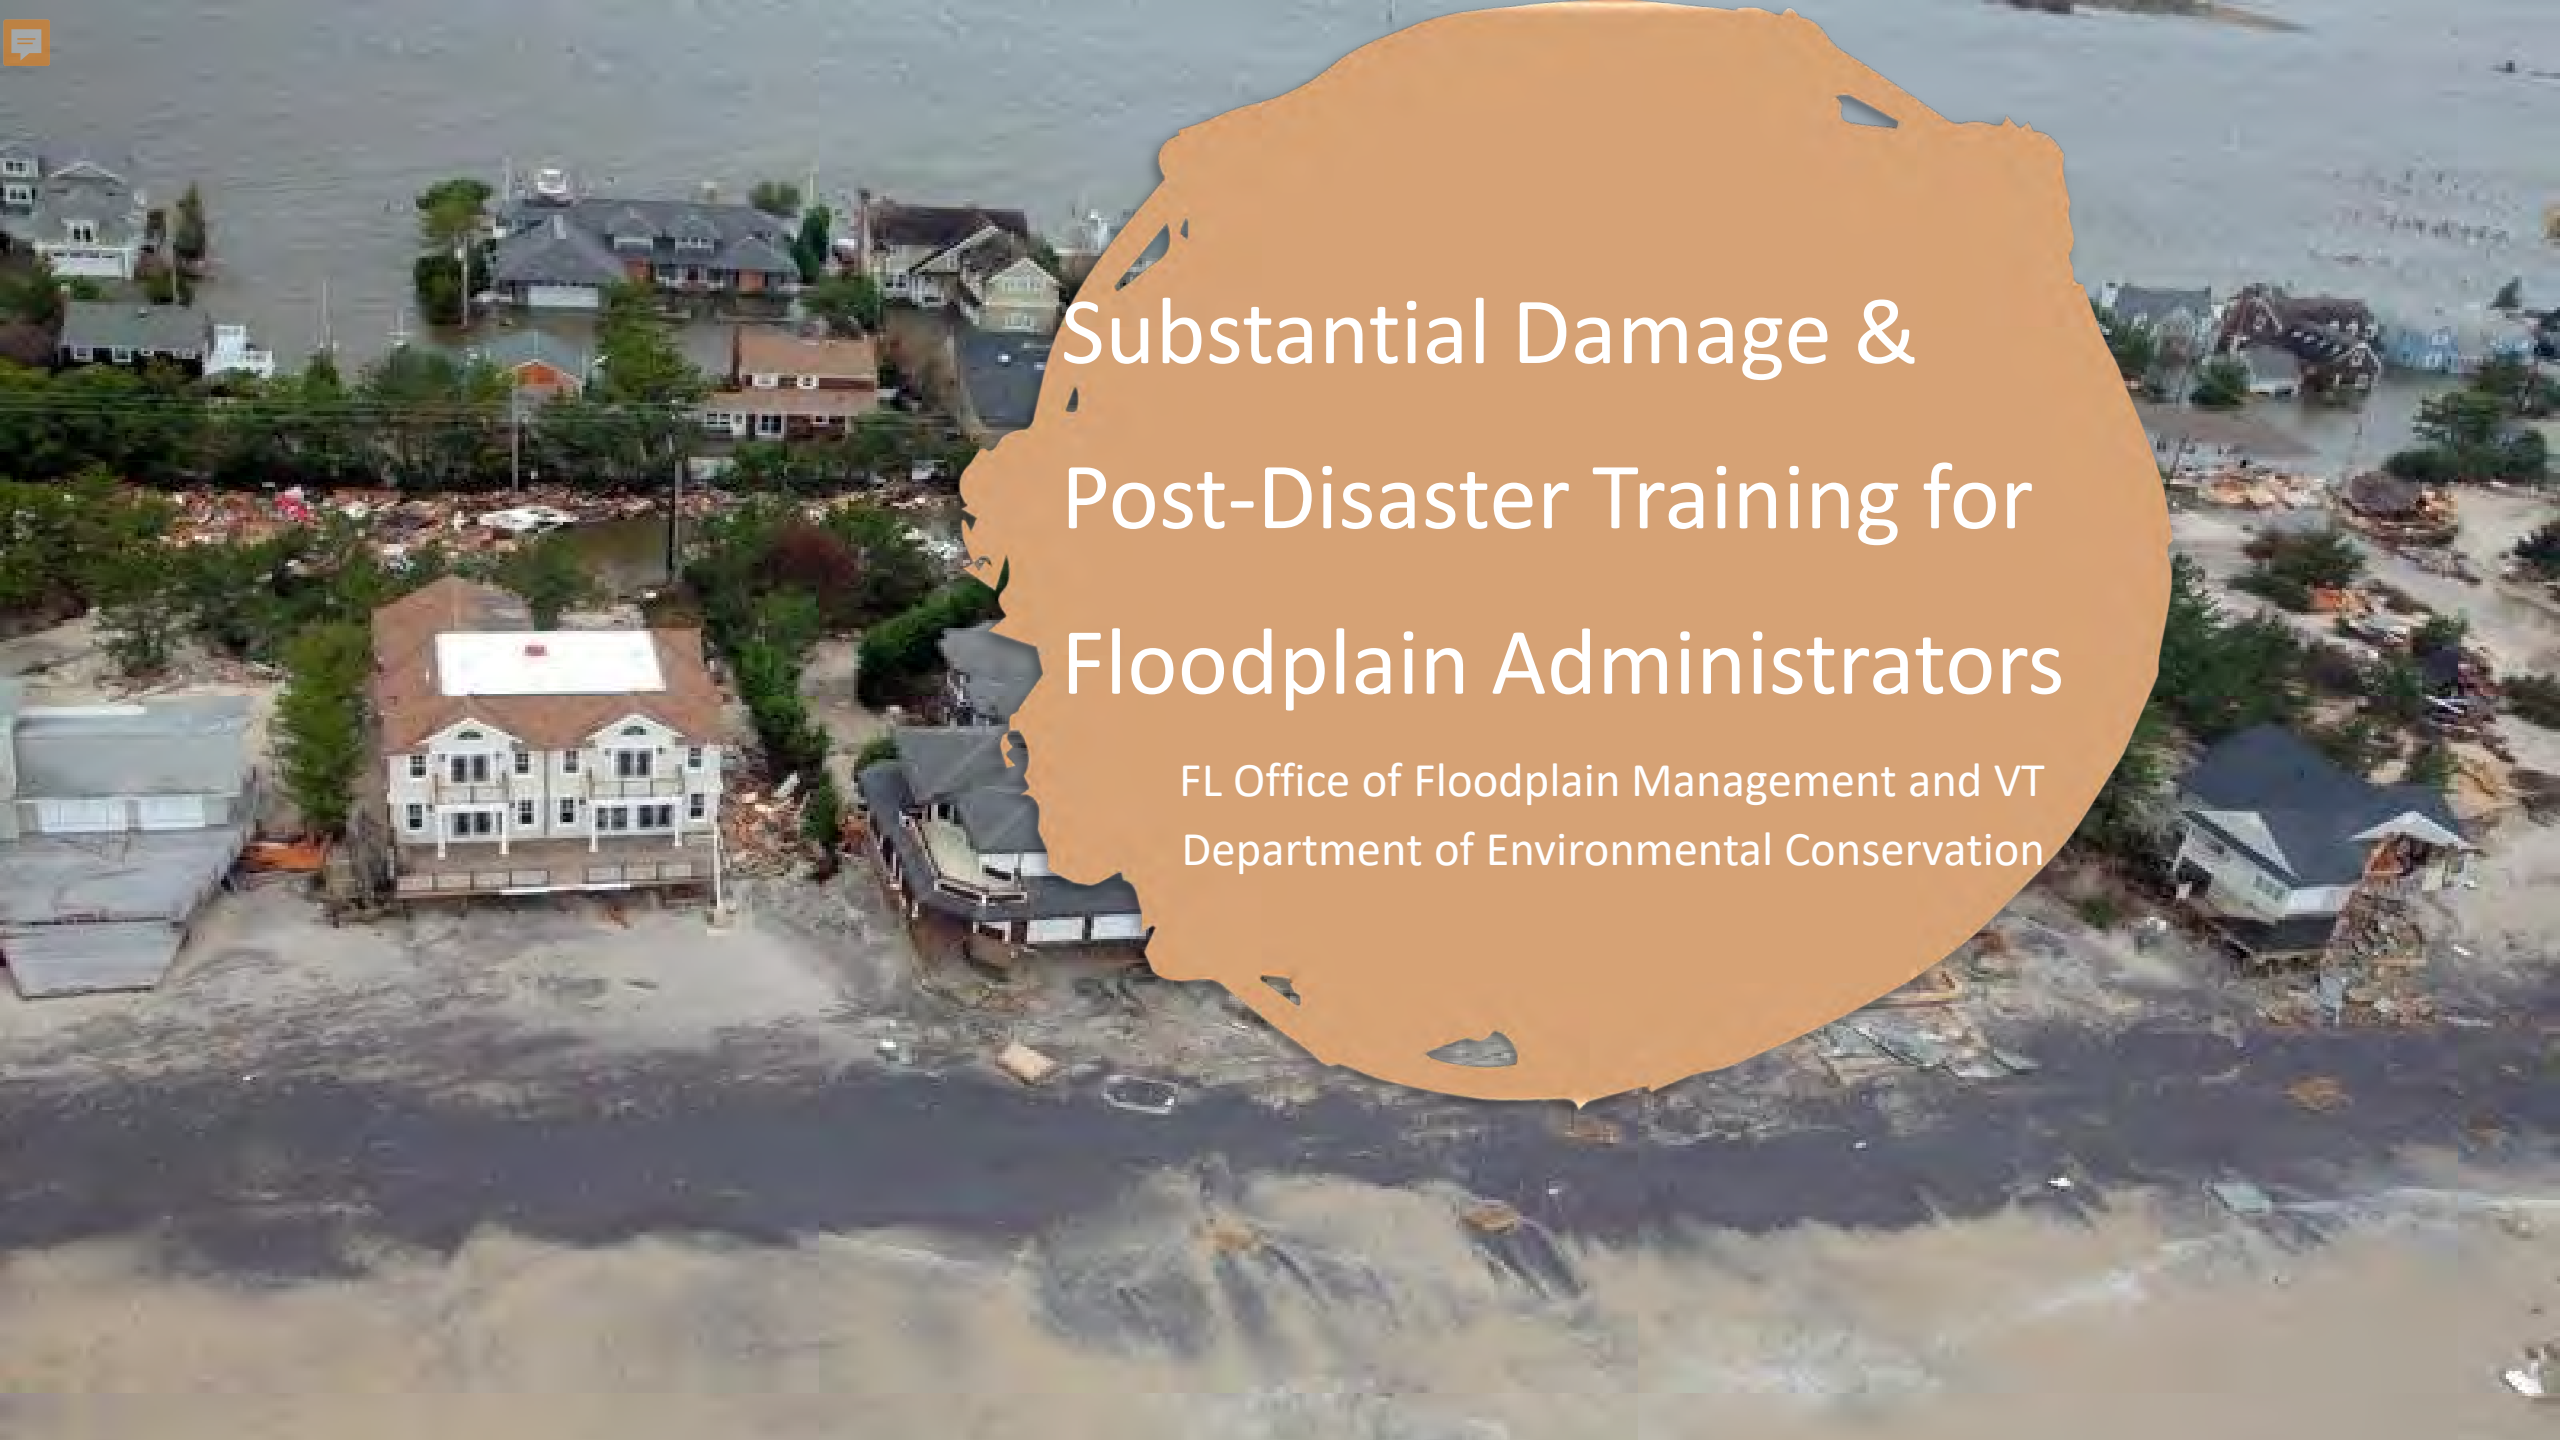 Substantial Damage &
Post-Disaster Training for
Floodplain Administrators
FL Office of Floodplain Management and VT
Department of Environmental Conservation